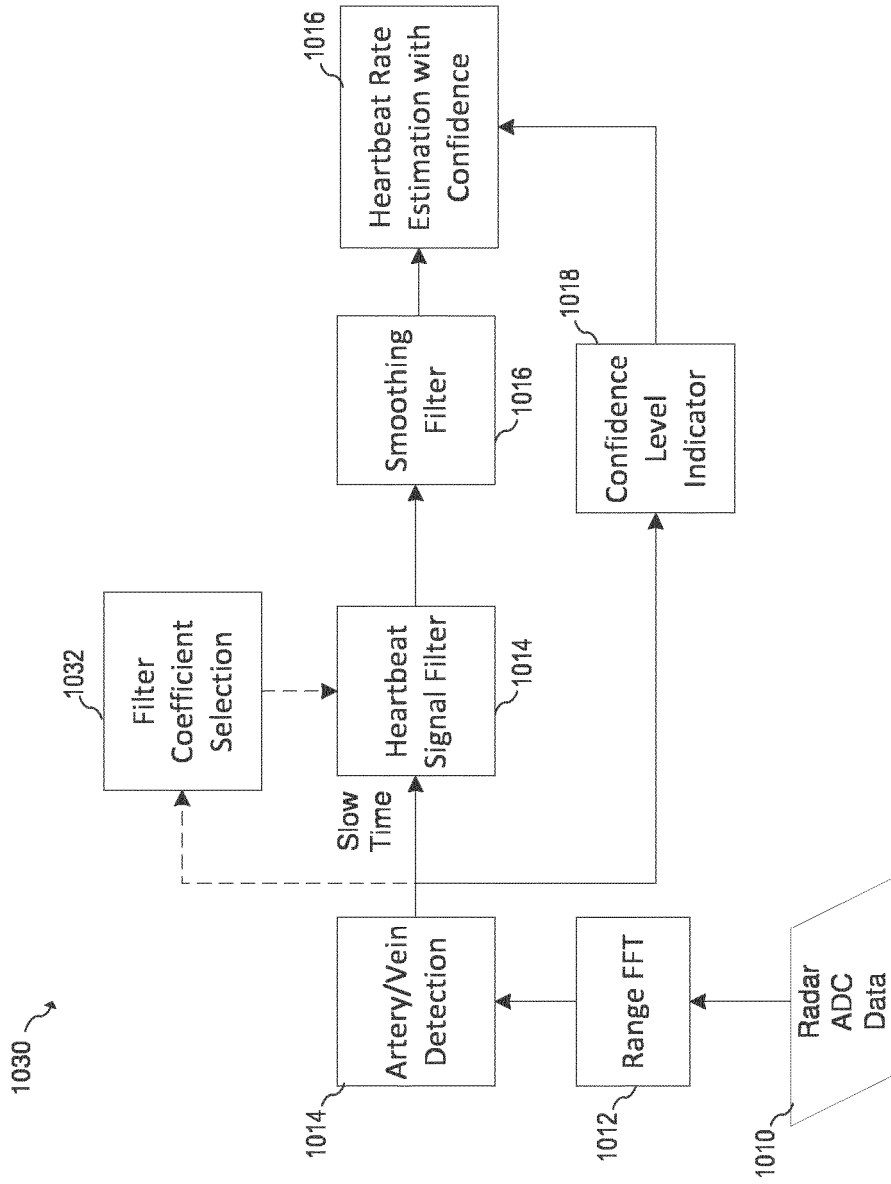 1030
1032
Filter
Coefficient
Selection
1014
Artery/Vein
Detection
Slow
Time
Heartbeat
Signal Filter
1014
Smoothing
Filter
1016
1016
Heartbeat Rate
Estimation with
Confidence
1012
Range FFT
1018
Confidence
Level
Indicator
1010
Radar
ADC
Data